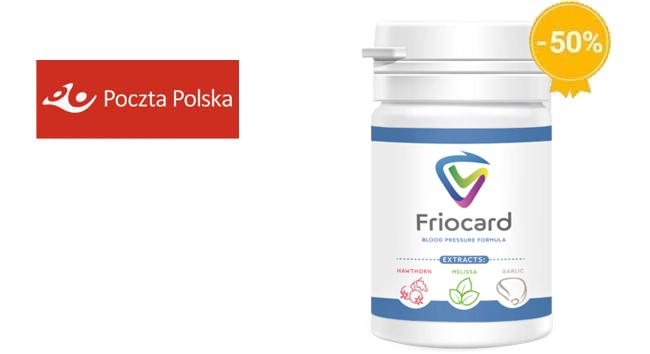 Poczta Polska
-50%
Friocard
BLOOD PRESSURE FORMULA
EXTRACTS:
HAWTHORN MELISSA GARLIC